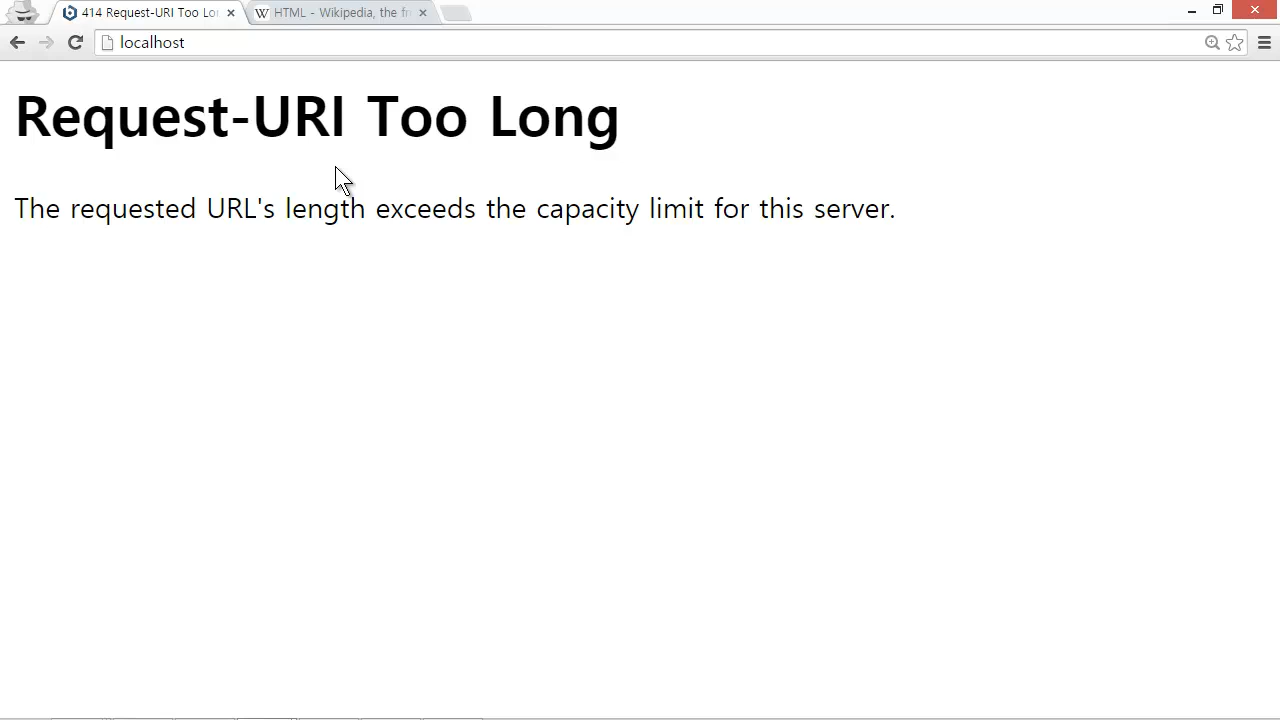 414 Request-URI Too Lo
HTML - Wikipedia, the fr
localhost
Request-URI Too Long
The requested URL's length exceeds the capacity limit for this server.